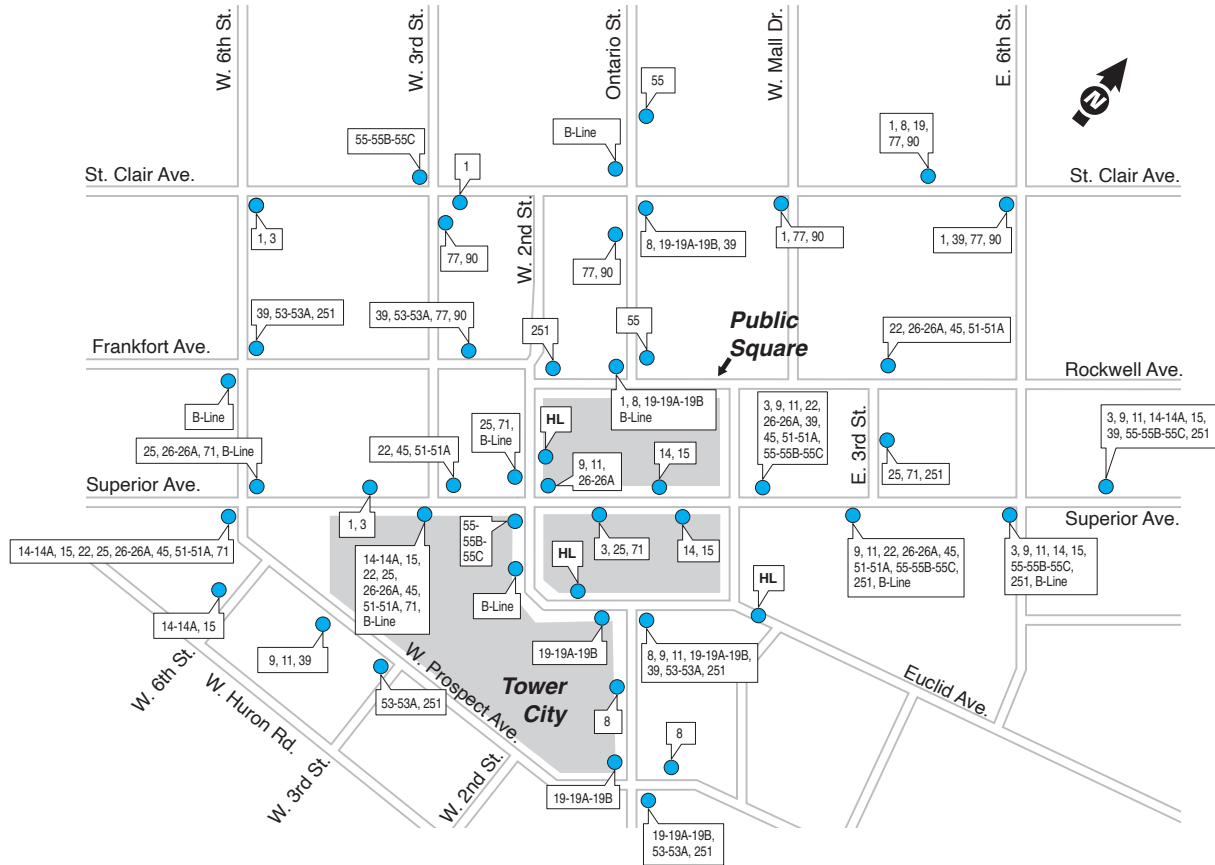 W. 6th St.
W. 3rd St.
Ontario St.
W. Mall Dr.
E. 6th St.
N
55
B-Line
1, 8, 19,
77, 90
55-55B-55C
1
St. Clair Ave.
St. Clair Ave.
1, 3
77, 90
W. 2nd St.
77, 90
8, 19-19A-19B, 39
1, 77, 90
1, 39, 77, 90
39, 53-53A, 251
39, 53-53A, 77, 90
251
55
Public
Square
22, 26-26A, 45, 51-51A
Frankfort Ave.
Rockwell Ave.
B-Line
25, 71,
B-Line
HL
1, 8, 19-19A-19B
B-Line
3, 9, 11, 22,
26-26A, 39,
45, 51-51A,
55-55B-55C
E. 3rd St.
3, 9, 11, 14-14A, 15,
39, 55-55B-55C, 251
25, 26-26A, 71, B-Line
22, 45, 51-51A
9, 11,
26-26A
14, 15
25, 71, 251
Superior Ave.
Superior Ave.
1, 3
14-14A, 15, 22, 25, 26-26A, 45, 51-51A, 71
14-14A, 15,
22, 25,
26-26A, 45,
51-51A, 71,
B-Line
55-
55B-
55C
3, 25, 71
14, 15
HL
HL
9, 11, 22, 26-26A, 45,
51-51A, 55-55B-55C,
251, B-Line
3, 9, 11, 14, 15,
55-55B-55C,
251, B-Line
B-Line
14-14A, 15
9, 11, 39
19-19A-19B
8, 9, 11, 19-19A-19B,
39, 53-53A, 251
W. 6th St.
W. Huron Rd.
53-53A, 251
W. Prospect Ave.
Tower
City
8
Euclid Ave.
8
W. 3rd St.
W. 2nd St.
19-19A-19B
19-19A-19B,
53-53A, 251